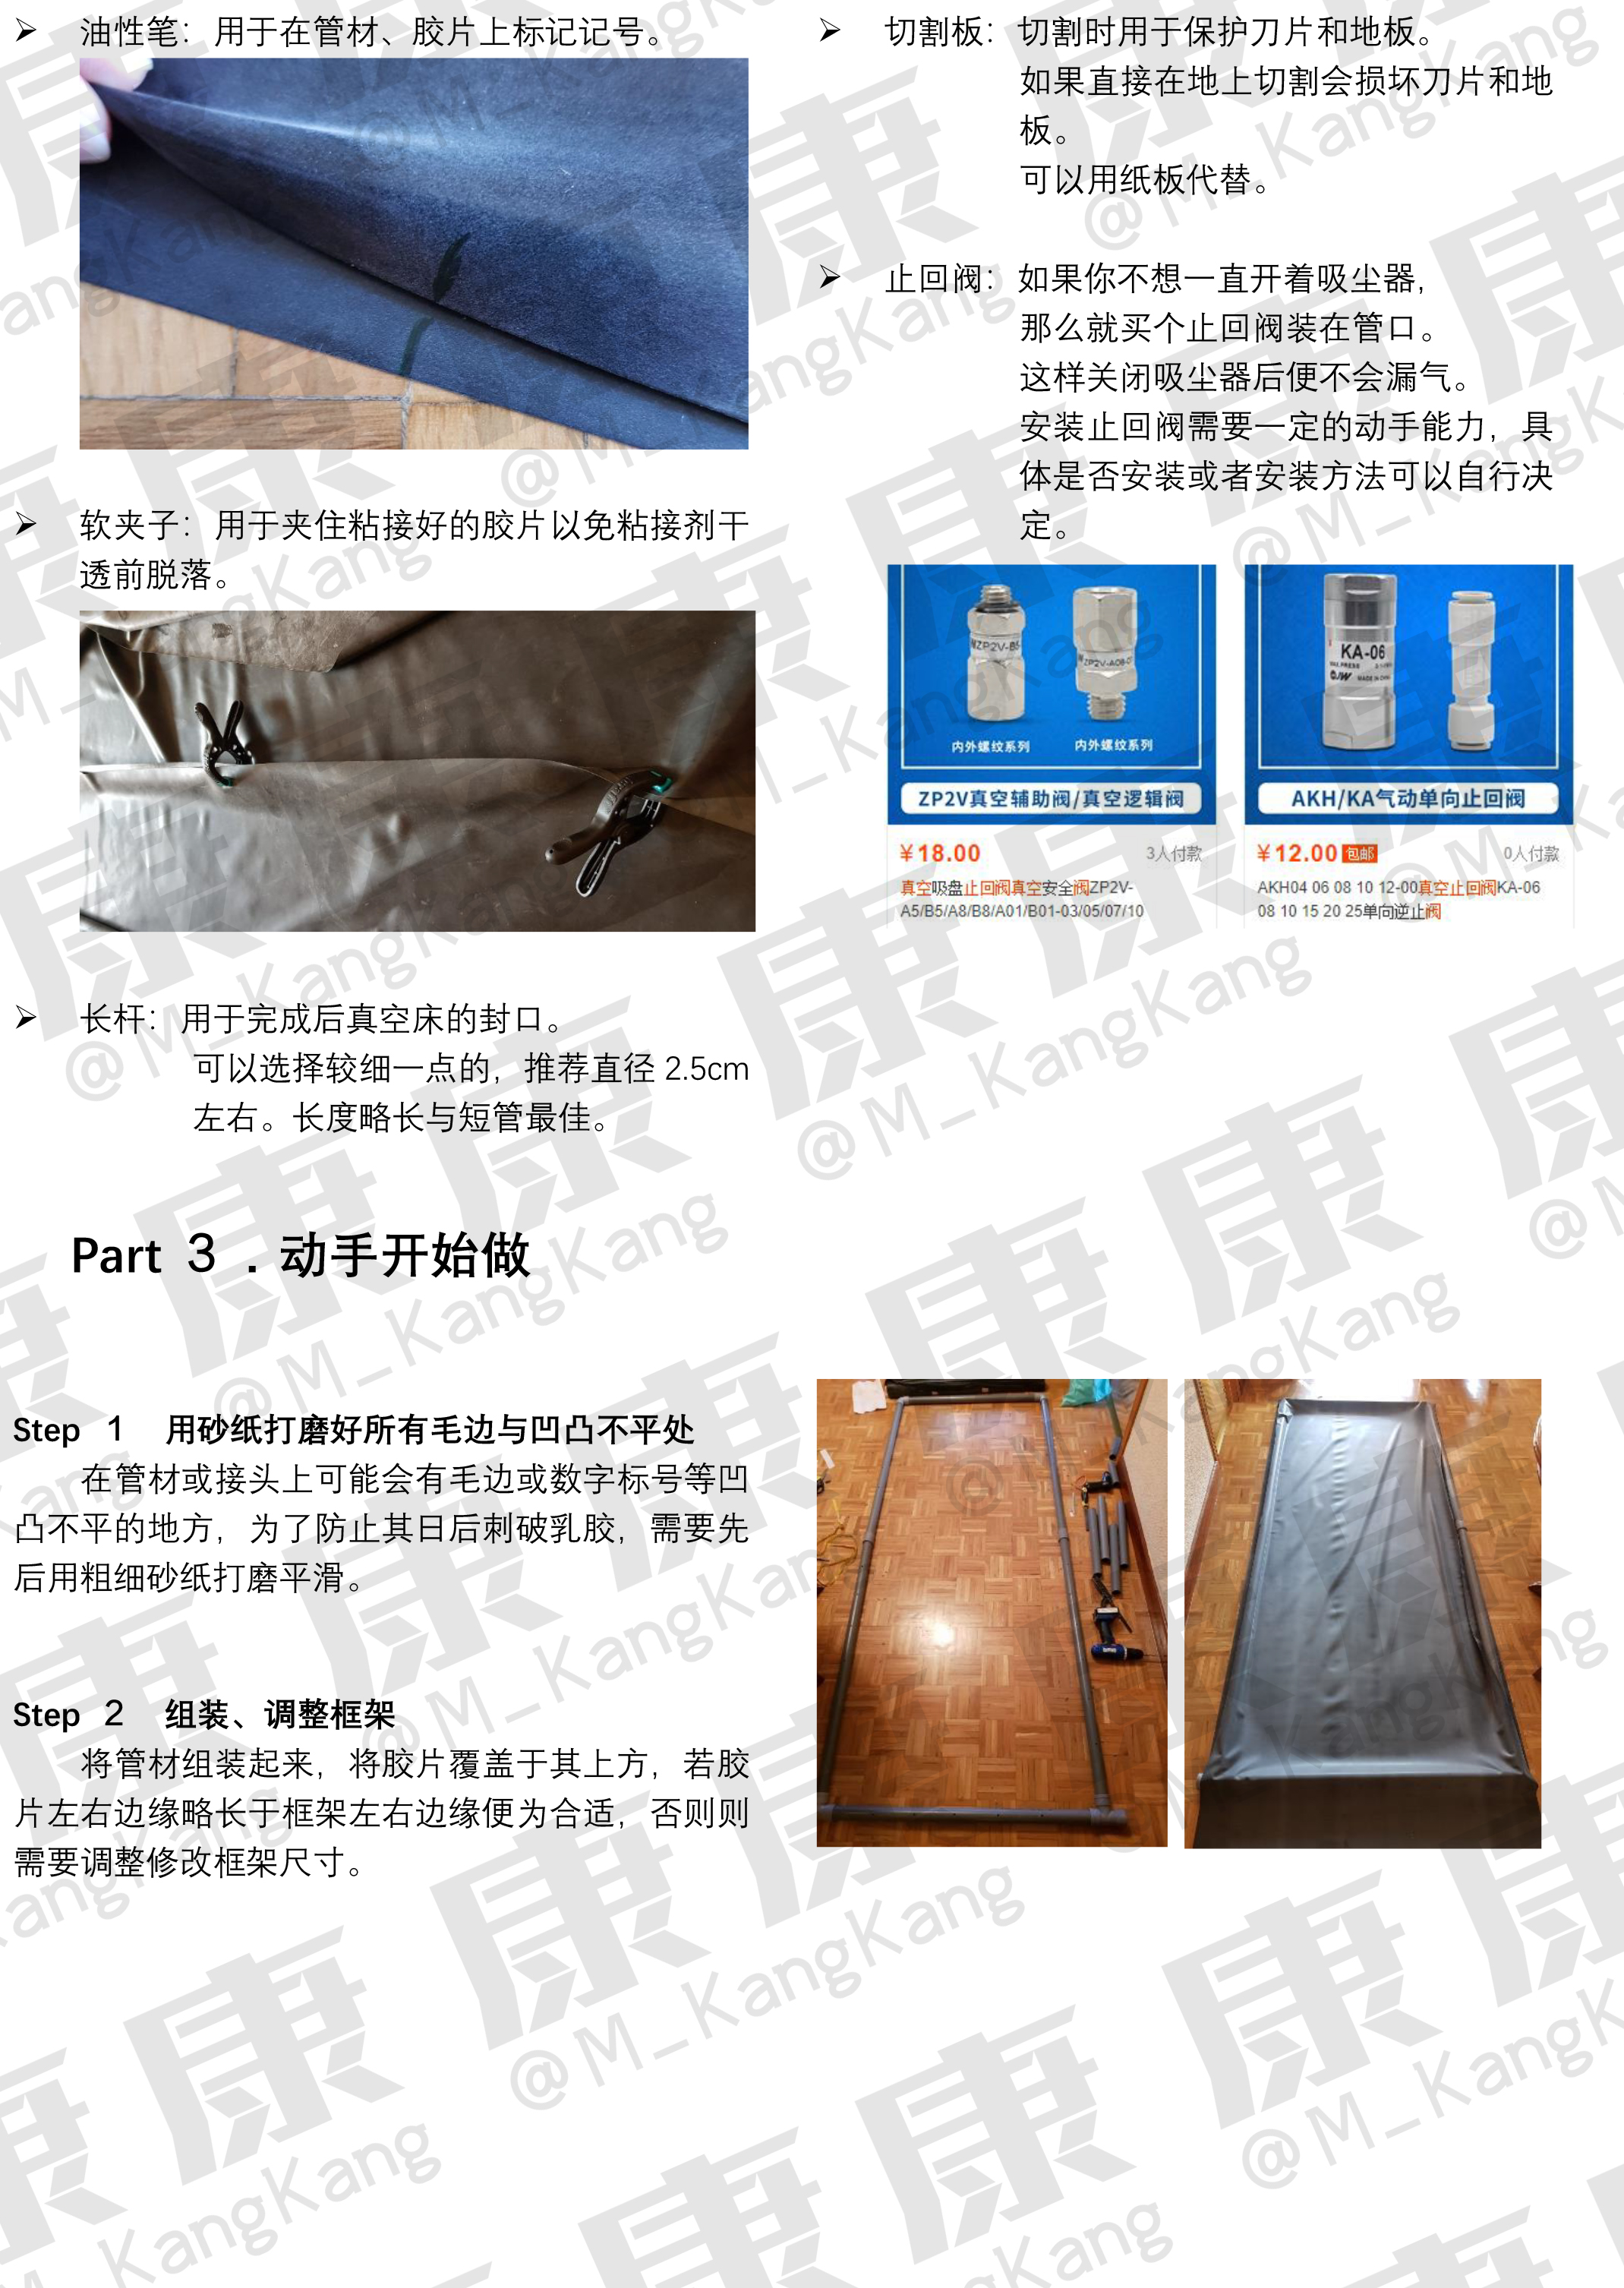 油性笔：用于在管材、胶片上标记记号。
软夹子：用于夹住粘接好的胶片以免粘接剂干
透前脱落。
长杆：用于完成后真空床的封口。
可以选择较细一点的，推荐直径 2.5cm
左右。长度略长与短管最佳。
切割板：切割时用于保护刀片和地板。
如果直接在地上切割会损坏刀片和地
板。
可以用纸板代替。
止回阀：如果你不想一直开着吸尘器，
那么就买个止回阀装在管口。
这样关闭吸尘器后便不会漏气。
安装止回阀需要一定的动手能力，具
体是否安装或者安装方法可以自行决
定。
内外螺纹系列
内外螺纹系列
ZP2V真空辅助阀/真空逻辑阀
¥18.00
3人付款
真空吸盘止回阀真空安全阀ZP2V-
A5/B5/A8/B8/A01/B01-03/05/07/10
KA-06
AKH/KA气动单向止回阀
¥12.00 包邮
0人付款
AKH04 06 08 10 12-00真空止回阀KA-06
08 10 15 20 25单向逆止阀
Part 3 . 动手开始做
Step 1 用砂纸打磨好所有毛边与凹凸不平处
在管材或接头上可能会有毛边或数字标号等凹
凸不平的地方，为了防止其日后刺破乳胶，需要先
后用粗细砂纸打磨平滑。
Step 2 组装、调整框架
将管材组装起来，将胶片覆盖于其上方，若胶
片左右边缘略长于框架左右边缘便为合适，否则则
需要调整修改框架尺寸。
康
@M_KangKang